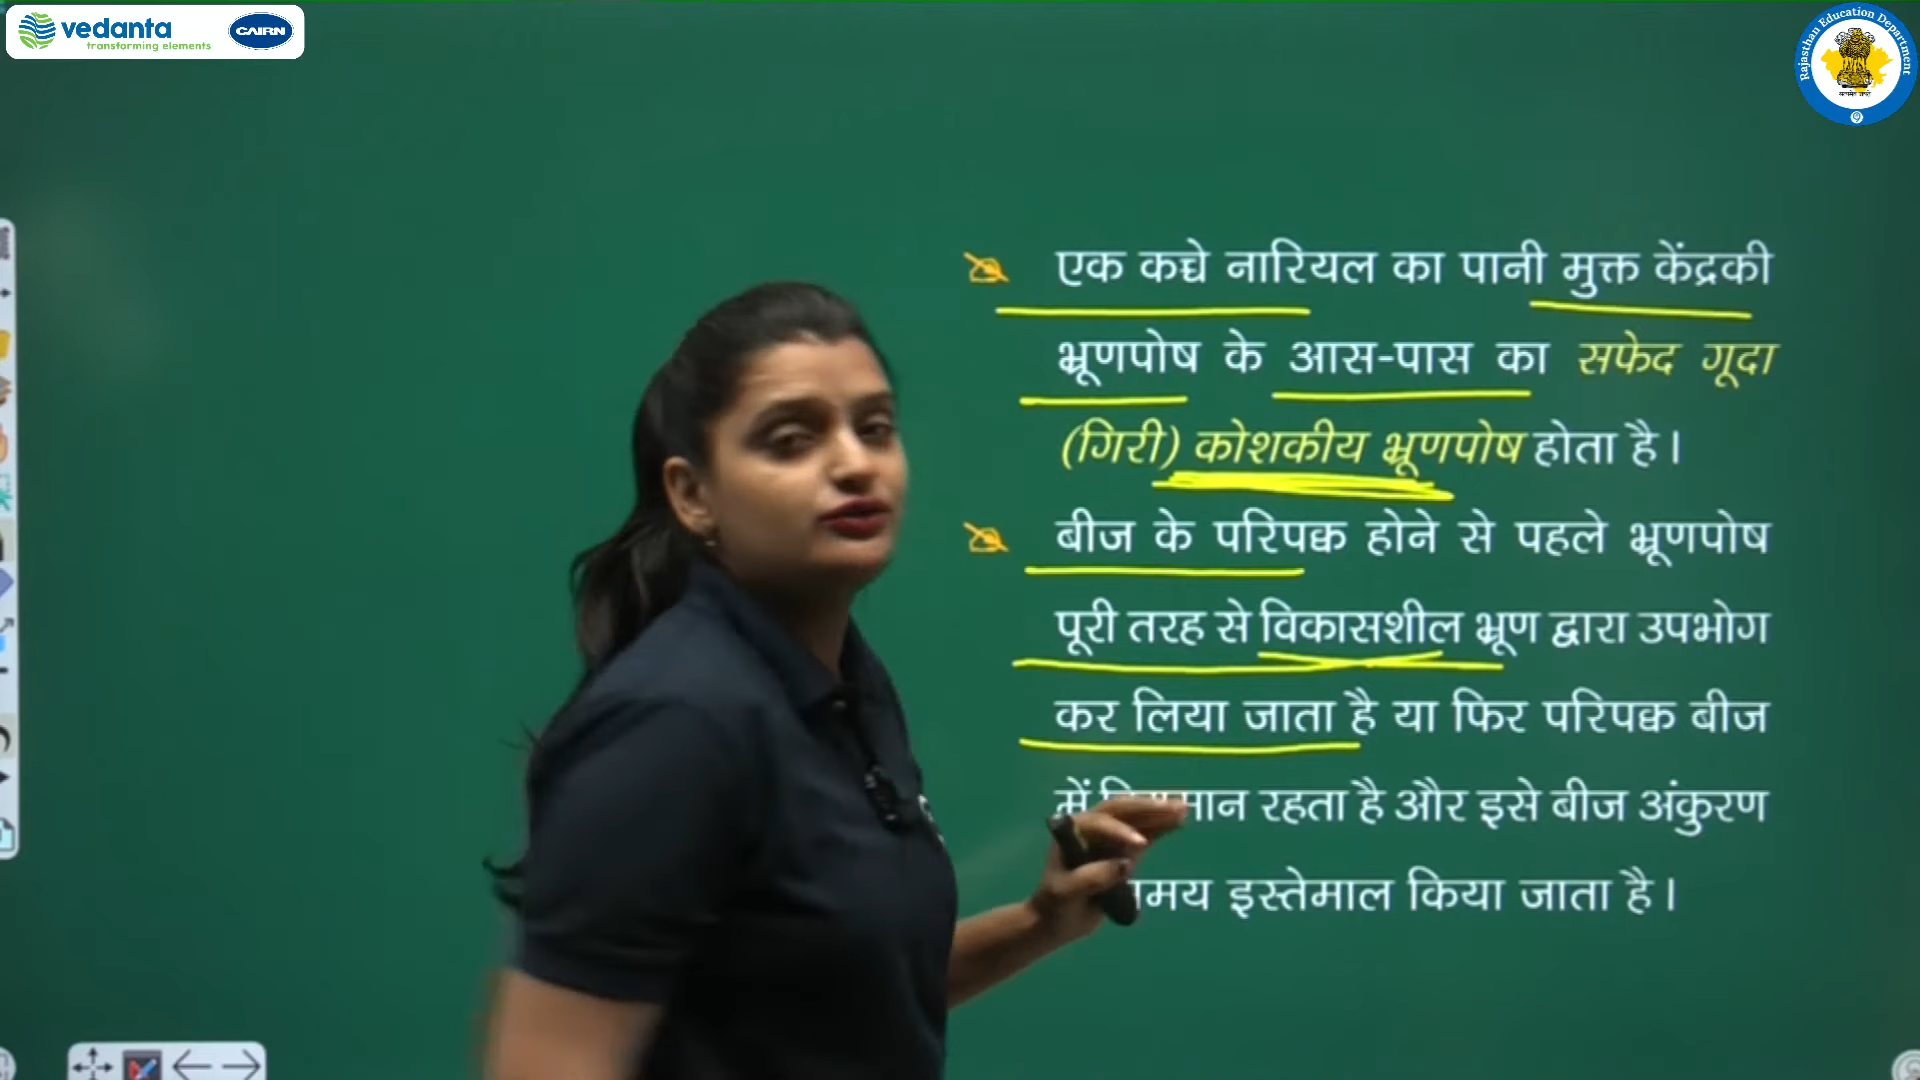 vedanta
transforming elements
CAIRN
Rajasthan Education Department
एक कच्चे नारियल का पानी मुक्त केंद्रकी
भ्रूणपोष के आस-पास का सफेद गूदा
(गिरी) कोशकीय भ्रूणपोष होता है।
बीज के परिपक्व होने से पहले भ्रूणपोष
पूरी तरह से विकासशील भ्रूण द्वारा उपभोग
कर लिया जाता है या फिर परिपक्व बीज
में रहता है और इसे बीज अंकुरण
इस्तेमाल किया जाता है।